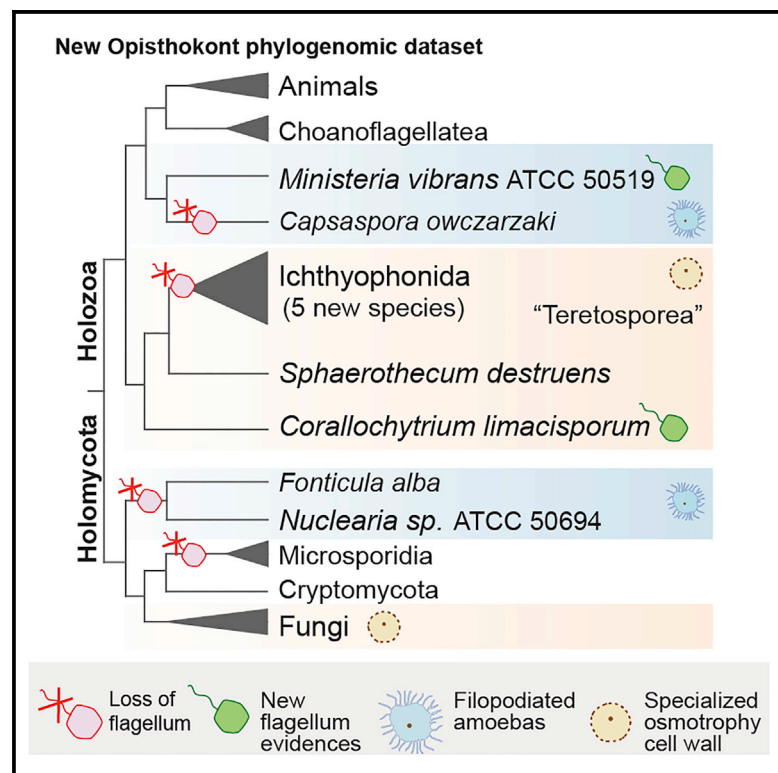 New Opisthokont phylogenomic dataset
Animals
Choanoflagellatea
Ministeria vibrans ATCC 50519
Capsaspora owczarzaki
Ichthyophonida
(5 new species)
"Teretosporea"
Sphaerothecum destruens
Corallochytrium limacisporum
Holozoa
Holomycota
Fonticula alba
Nuclearia sp. ATCC 50694
Microsporidia
Cryptomycota
Fungi
Loss of
flagellum
New
flagellum
evidences
Filopodiated
amoebas
Specialized
osmotrophy
cell wall